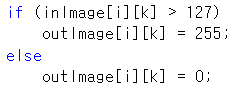 if (inImage[i][k] > 127)
    outImage[i][k] = 255;
else
    outImage[i][k] = 0;